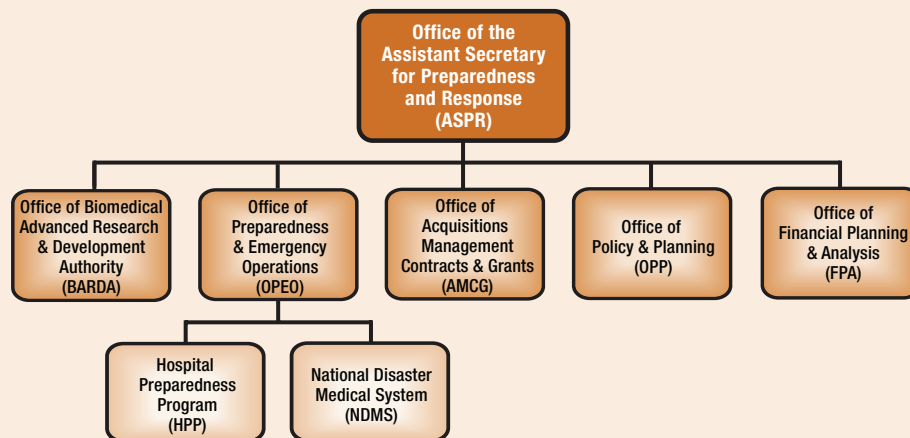 Office of the
Assistant Secretary
for Preparedness
and Response
(ASPR)
Office of Biomedical
Advanced Research
& Development
Authority
(BARDA)
Office of
Preparedness
& Emergency
Operations
(OPEO)
Office of
Acquisitions
Management
Contracts & Grants
(AMCG)
Office of
Policy & Planning
(OPP)
Office of
Financial Planning
& Analysis
(FPA)
Hospital
Preparedness
Program
(HPP)
National Disaster
Medical System
(NDMS)